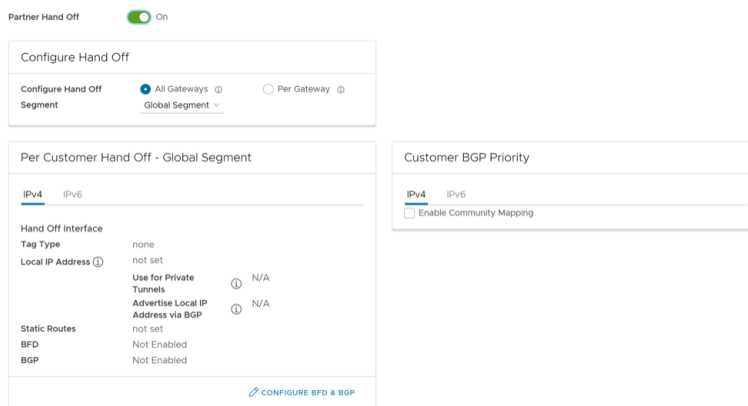 Partner Hand Off On
Configure Hand Off
Configure Hand Off All Gateways Per Gateway
Segment Global Segment
Per Customer Hand Off - Global Segment
IPv4 IPv6
Hand Off Interface
Tag Type none
Local IP Address not set
Use for Private
Tunnels N/A
Advertise Local IP
Address via BGP N/A
Static Routes not set
BFD Not Enabled
BGP Not Enabled
CONFIGURE BFD & BGP
Customer BGP Priority
IPv4 IPv6
Enable Community Mapping